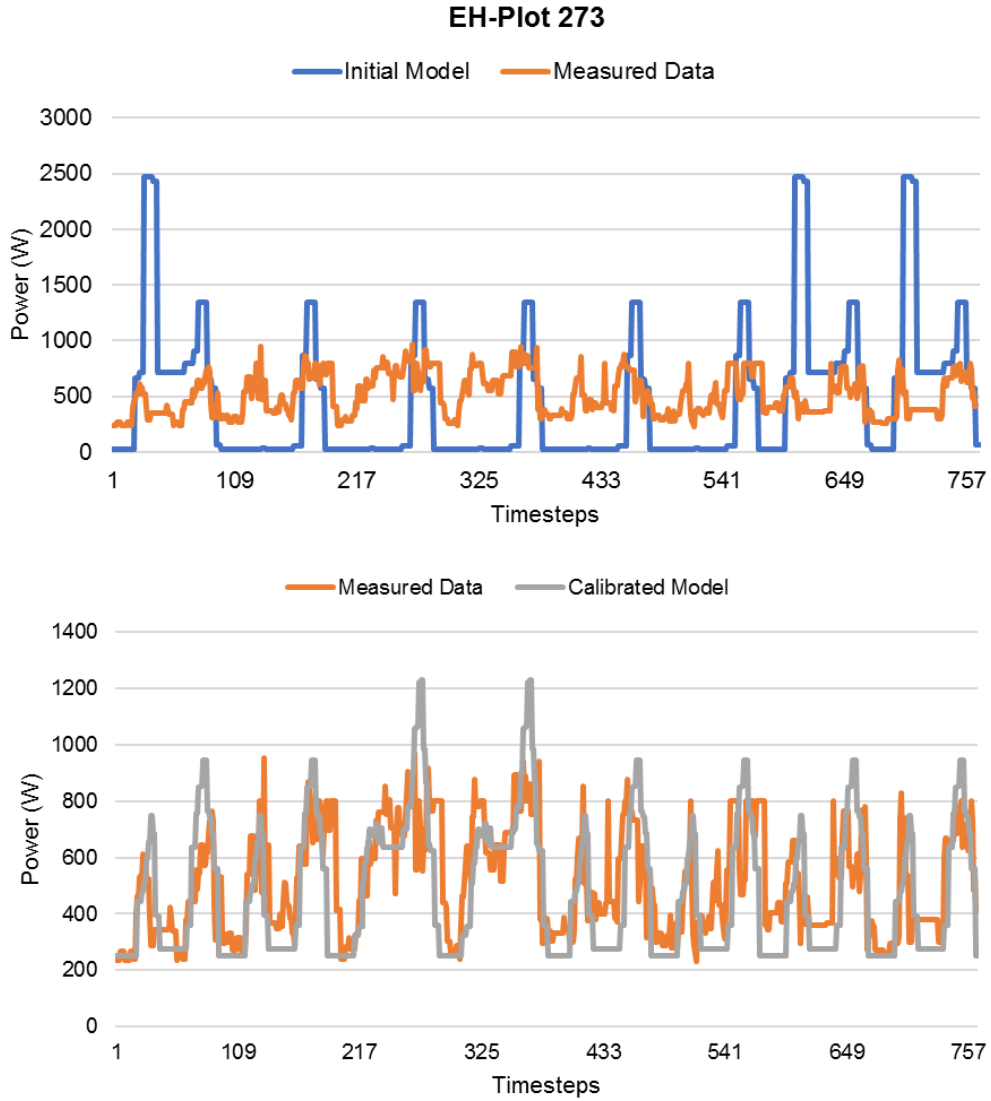 EH-Plot 273
Initial Model Measured Data
3000
2500
2000
1500
1000
500
0
Power (W)
1 109 217 325 433 541 649 757
Timesteps
Measured Data Calibrated Model
1400
1200
1000
800
600
400
200
0
Power (W)
1 109 217 325 433 541 649 757
Timesteps